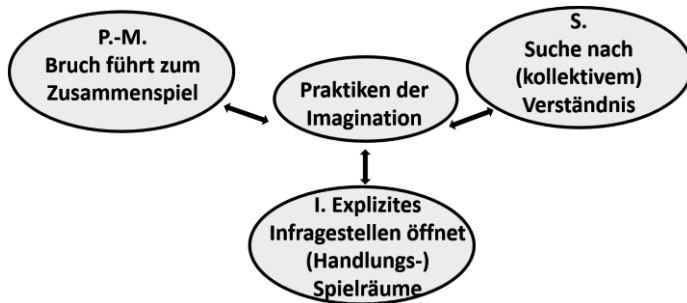 P.-M.
Bruch führt zum
Zusammenspiel
S.
Suche nach
(kollektivem)
Verständnis
Praktiken der
Imagination
I. Explizites
Infragestellen öffnet
(Handlungs-)
Spielräume